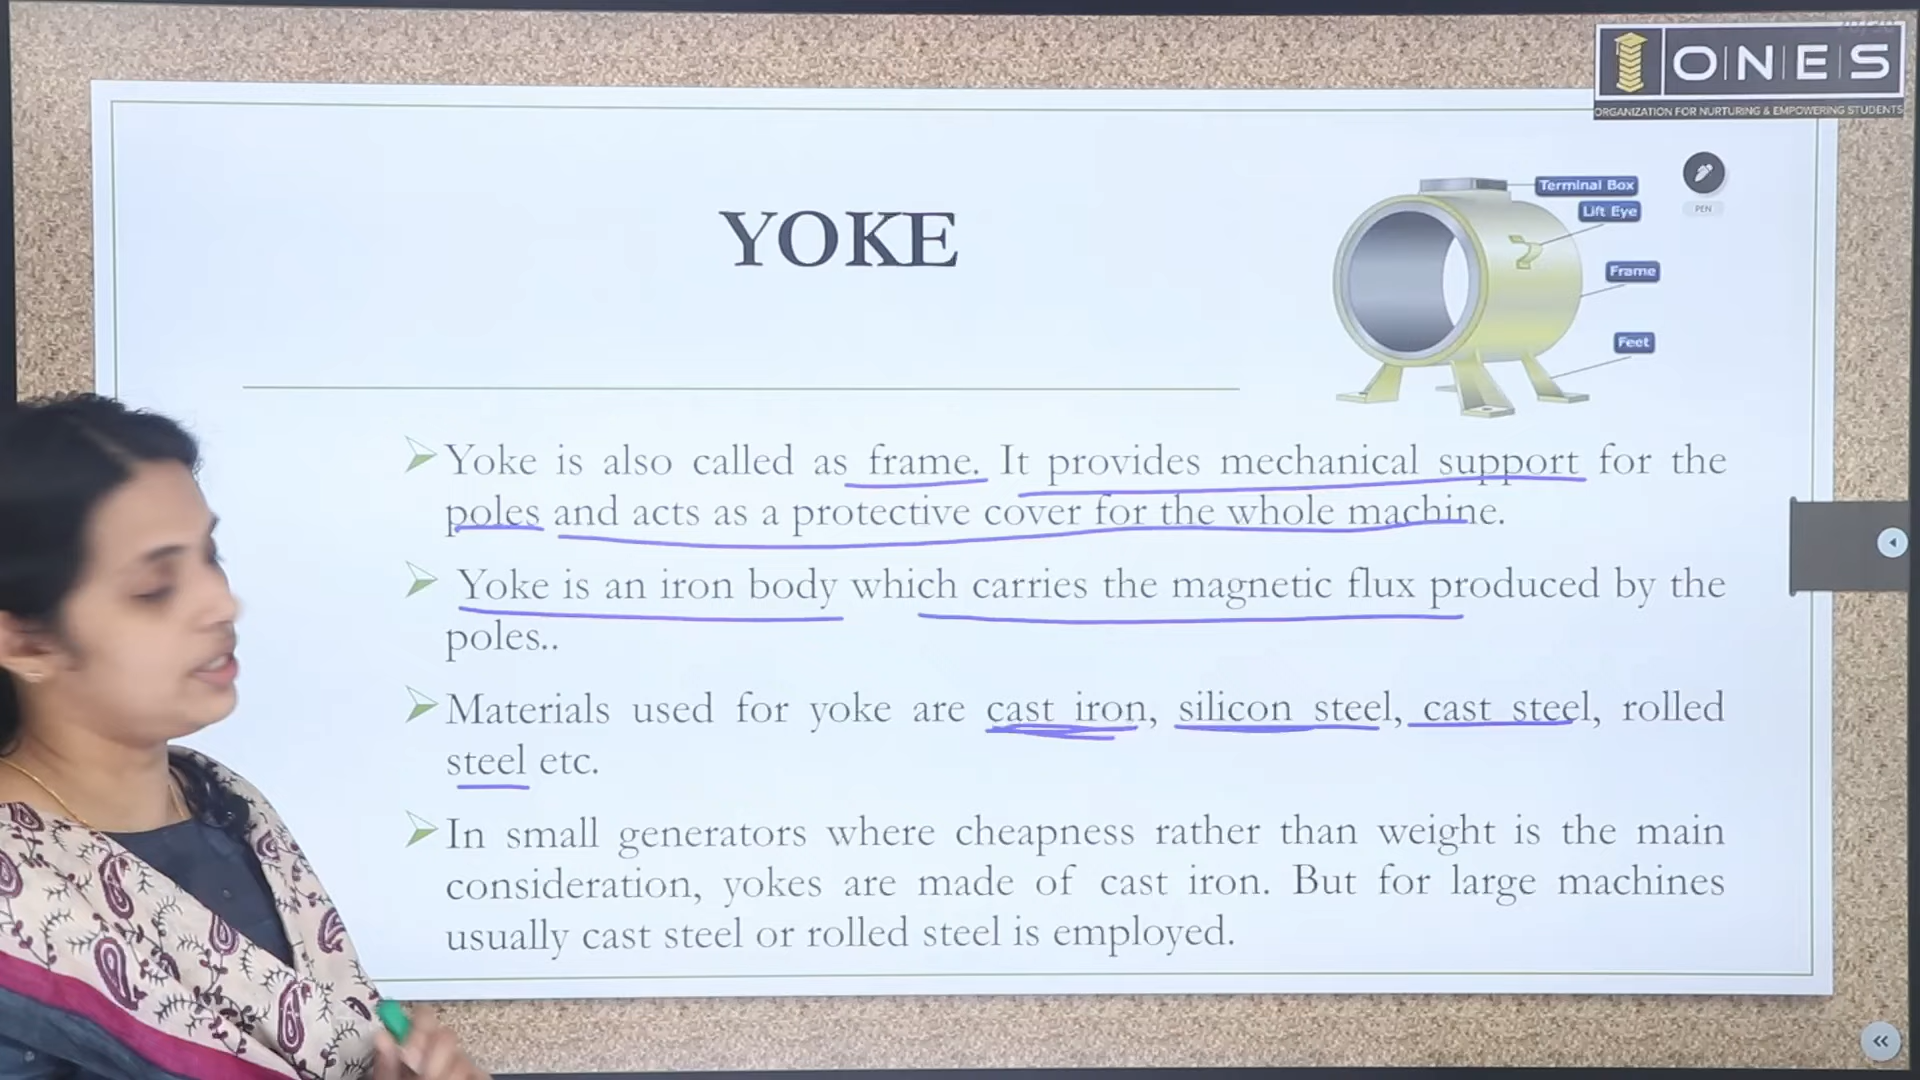 ONES
ORGANIZATION FOR NURTURING & EMPOWERING STUDENTS
YOKE
Terminal Box
Lift Eye
Frame
Feet
PEN
Yoke is also called as frame. It provides mechanical support for the
poles and acts as a protective cover for the whole machine.
Yoke is an iron body which carries the magnetic flux produced by the
poles..
Materials used for yoke are cast iron, silicon steel, cast steel, rolled
steel etc.
In small generators where cheapness rather than weight is the main
consideration, yokes are made of cast iron. But for large machines
usually cast steel or rolled steel is employed.